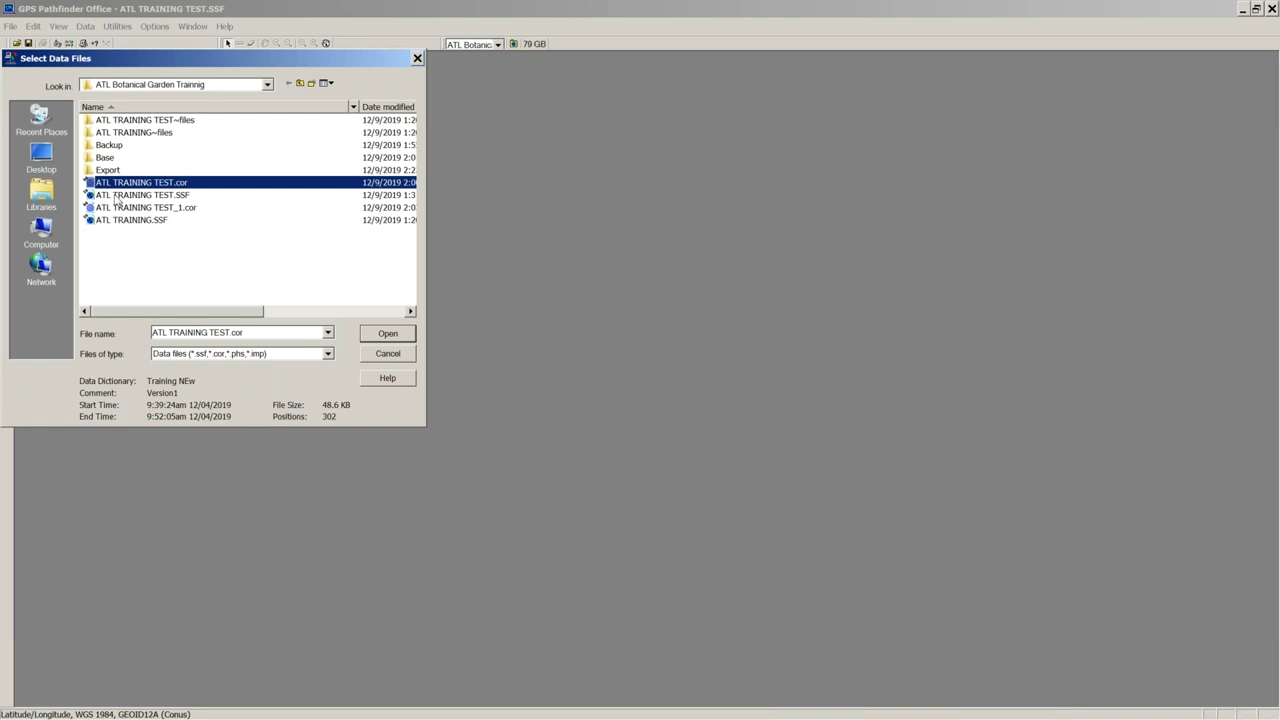 GPS Pathfinder Office - ATL TRAINING TEST.SSF
File Edit View Data Utilities Options Window Help
ATL Botanic 79 GB
Select Data Files
Look in: ATL Botanical Garden Trainnig
Name Date modified
ATL TRAINING TEST~files 12/9/2019 1:20
ATL TRAINING~files 12/9/2019 1:20
Backup 12/9/2019 1:5
Base 12/9/2019 2:0
Export 12/9/2019 2:2
ATL TRAINING TEST.cor 12/9/2019 2:0
ATL TRAINING TEST.SSF 12/9/2019 1:3
ATL TRAINING TEST_1.cor 12/9/2019 2:0
ATL TRAINING.SSF 12/9/2019 1:20
Recent Places
Desktop
Libraries
Computer
Network
File name: ATL TRAINING TEST.cor Open
Files of type: Data files (*.ssf,*.cor,*.phs,*.imp) Cancel
Help
Data Dictionary: Training NEw
Comment: Version1
Start Time: 9:39:24am 12/04/2019 File Size: 48.6 KB
End Time: 9:52:05am 12/04/2019 Positions: 302
Latitude/Longitude, WGS 1984, GEOID12A (Conus)